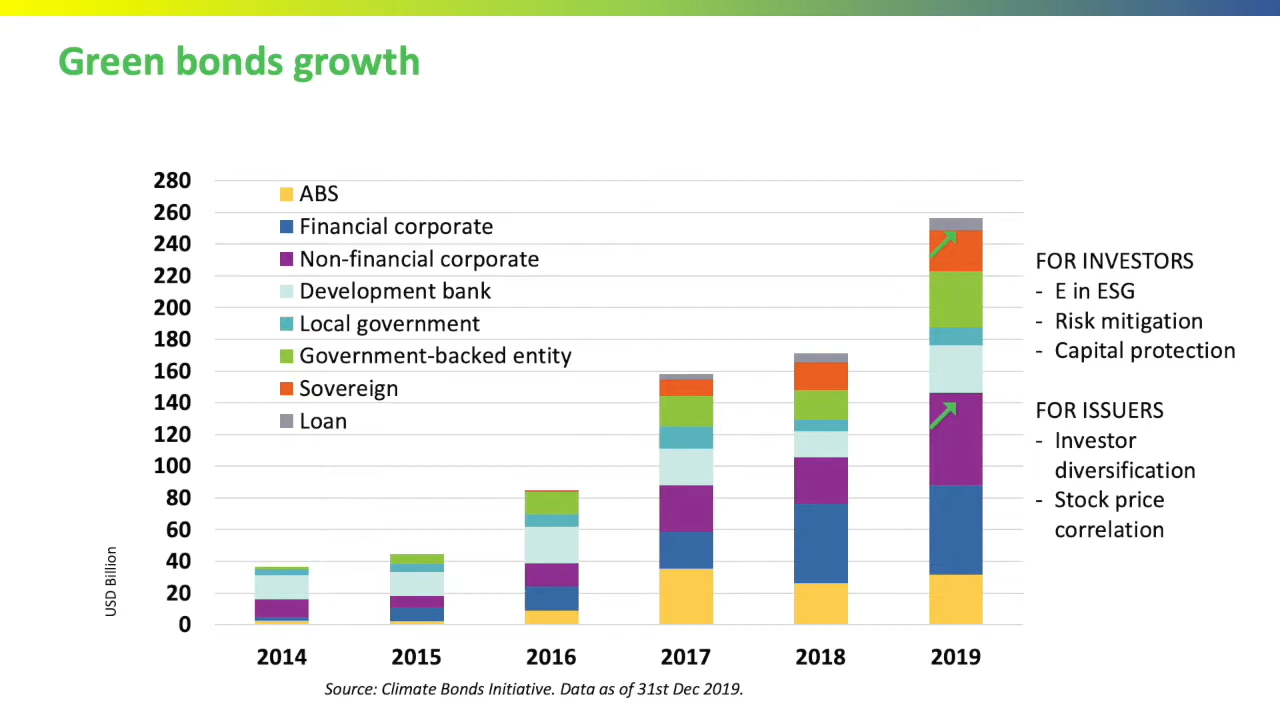 Green bonds growth
280
260
240
220
200
180
160
140
120
100
80
60
40
20
0
USD Billion
ABS
Financial corporate
Non-financial corporate
Development bank
Local government
Government-backed entity
Sovereign
Loan
2014 2015 2016 2017 2018 2019
FOR INVESTORS
- E in ESG
- Risk mitigation
- Capital protection
FOR ISSUERS
- Investor
diversification
- Stock price
correlation
Source: Climate Bonds Initiative. Data as of 31st Dec 2019.